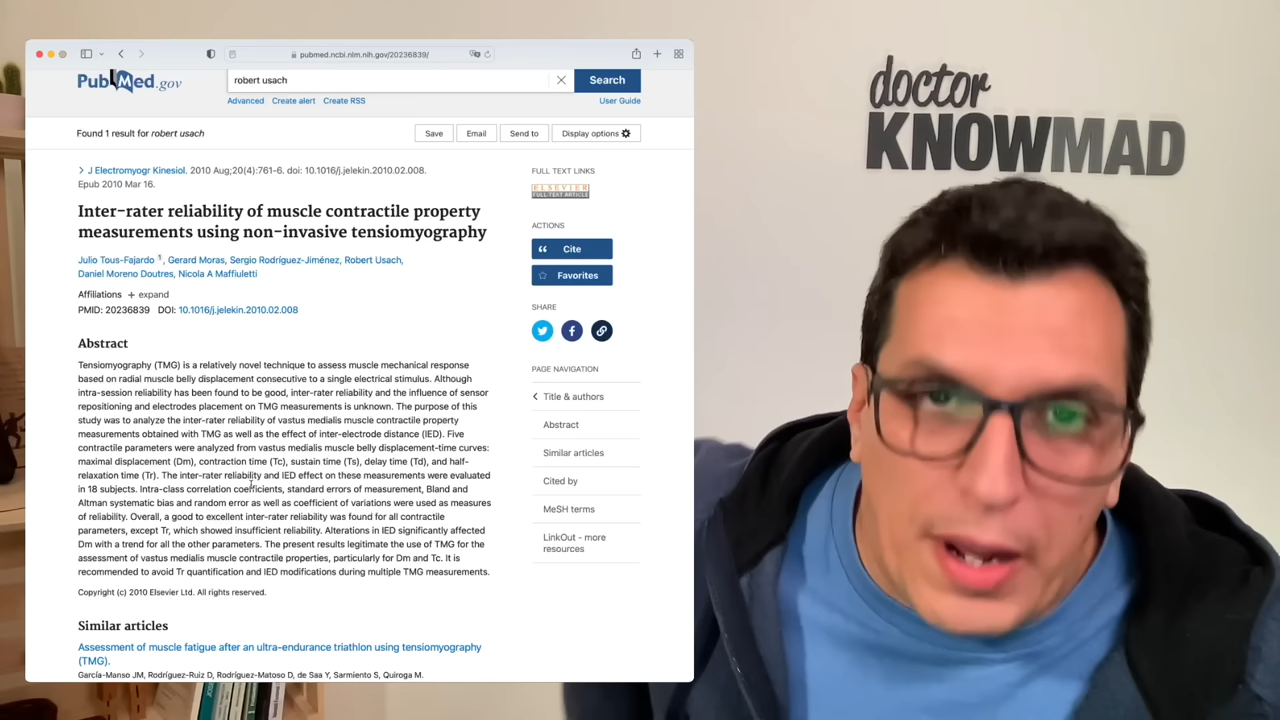 pubmed.ncbi.nlm.nih.gov/20236839/
PubMed.gov
robert usach
Search
Advanced
Create alert
Create RSS
User Guide
Found 1 result for robert usach
Save
Email
Send to
Display options
> J Electromyogr Kinesiol. 2010 Aug;20(4):761-6. doi: 10.1016/j.jelekin.2010.02.008.
Epub 2010 Mar 16.
Inter-rater reliability of muscle contractile property
measurements using non-invasive tensiomyography
Julio Tous-Fajardo 1, Gerard Moras, Sergio Rodríguez-Jiménez, Robert Usach,
Daniel Moreno Doutres, Nicola A Maffiuletti
Affiliations + expand
PMID: 20236839 DOI: 10.1016/j.jelekin.2010.02.008
Abstract
Tensiomyography (TMG) is a relatively novel technique to assess muscle mechanical response
based on radial muscle belly displacement consecutive to a single electrical stimulus. Although
intra-session reliability has been found to be good, inter-rater reliability and the influence of sensor
repositioning and electrodes placement on TMG measurements is unknown. The purpose of this
study was to analyze the inter-rater reliability of vastus medialis muscle contractile property
measurements obtained with TMG as well as the effect of inter-electrode distance (IED). Five
contractile parameters were analyzed from vastus medialis muscle belly displacement-time curves:
maximal displacement (Dm), contraction time (Tc), sustain time (Ts), delay time (Td), and half-
relaxation time (Tr). The inter-rater reliability and IED effect on these measurements were evaluated
in 18 subjects. Intra-class correlation coefficients, standard errors of measurement, Bland and
Altman systematic bias and random error as well as coefficient of variations were used as measures
of reliability. Overall, a good to excellent inter-rater reliability was found for all contractile
parameters, except Tr, which showed insufficient reliability. Alterations in IED significantly affected
Dm with a trend for all the other parameters. The present results legitimate the use of TMG for the
assessment of vastus medialis muscle contractile properties, particularly for Dm and Tc. It is
recommended to avoid Tr quantification and IED modifications during multiple TMG measurements.
Copyright (c) 2010 Elsevier Ltd. All rights reserved.
Similar articles
Assessment of muscle fatigue after an ultra-endurance triathlon using tensiomyography
(TMG).
García-Manso JM, Rodríguez-Ruiz D, Rodríguez-Matoso D, de Saa Y, Sarmiento S, Quiroga M.
FULL TEXT LINKS
ELSEVIER
FULL-TEXT ARTICLE
ACTIONS
Cite
Favorites
SHARE
PAGE NAVIGATION
Title & authors
Abstract
Similar articles
Cited by
MeSH terms
LinkOut - more
resources
doctor
KNOWMAD